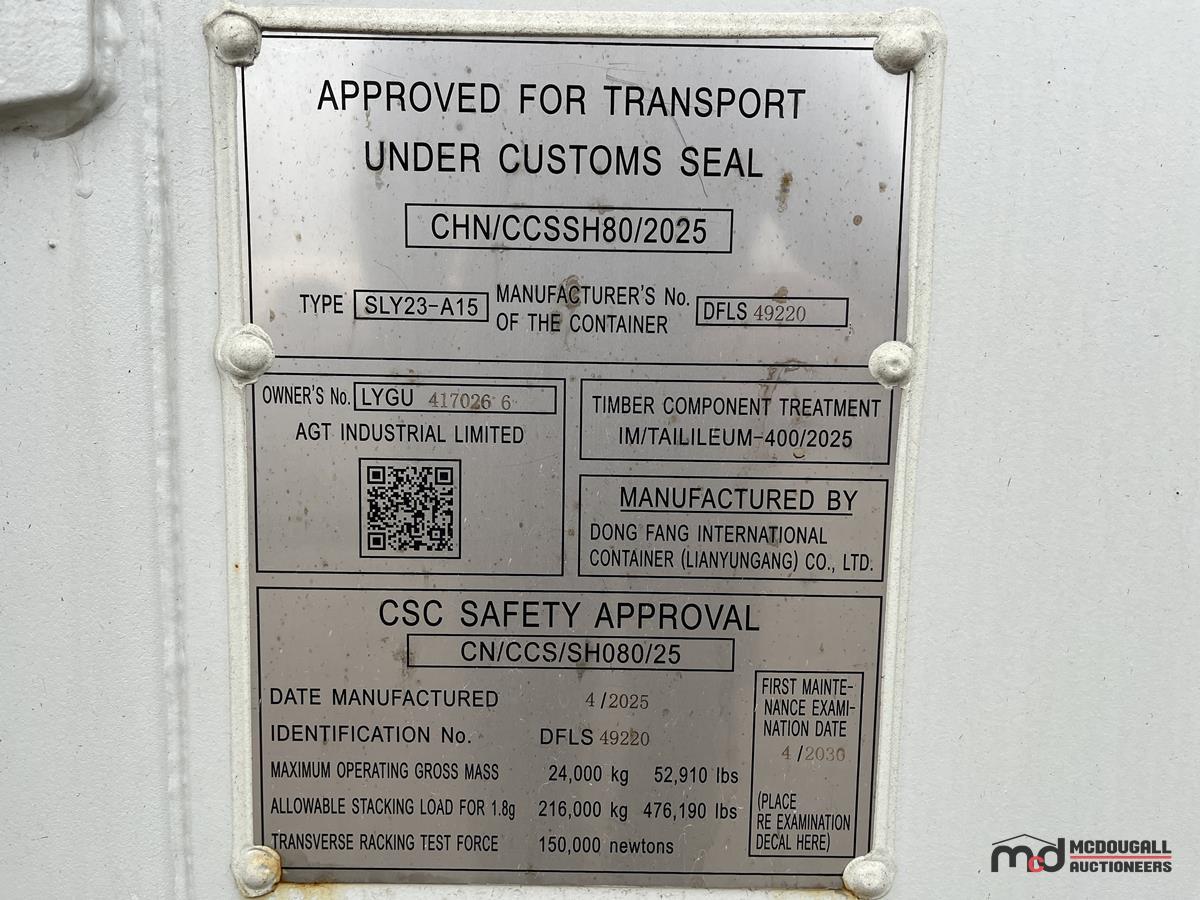 APPROVED FOR TRANSPORT
UNDER CUSTOMS SEAL
CHN/CCSSH80/2025
TYPE SLY23-A15 MANUFACTURER'S No.
OF THE CONTAINER DFLS 49220
OWNER'S No. LYGU 417026 6
AGT INDUSTRIAL LIMITED
TIMBER COMPONENT TREATMENT
IM/TAILILEUM-400/2025
MANUFACTURED BY
DONG FANG INTERNATIONAL
CONTAINER (LIANYUNGANG) CO., LTD.
CSC SAFETY APPROVAL
CN/CCS/SH080/25
DATE MANUFACTURED 4/2025
IDENTIFICATION No. DFLS 49220
MAXIMUM OPERATING GROSS MASS 24,000 kg 52,910 lbs
ALLOWABLE STACKING LOAD FOR 1.8g 216,000 kg 476,190 lbs
TRANSVERSE RACKING TEST FORCE 150,000 newtons
FIRST MAINTE-
NANCE EXAMI-
NATION DATE
4/2030
(PLACE
RE EXAMINATION
DECAL HERE)
mcd MCDOUGALL
AUCTIONEERS